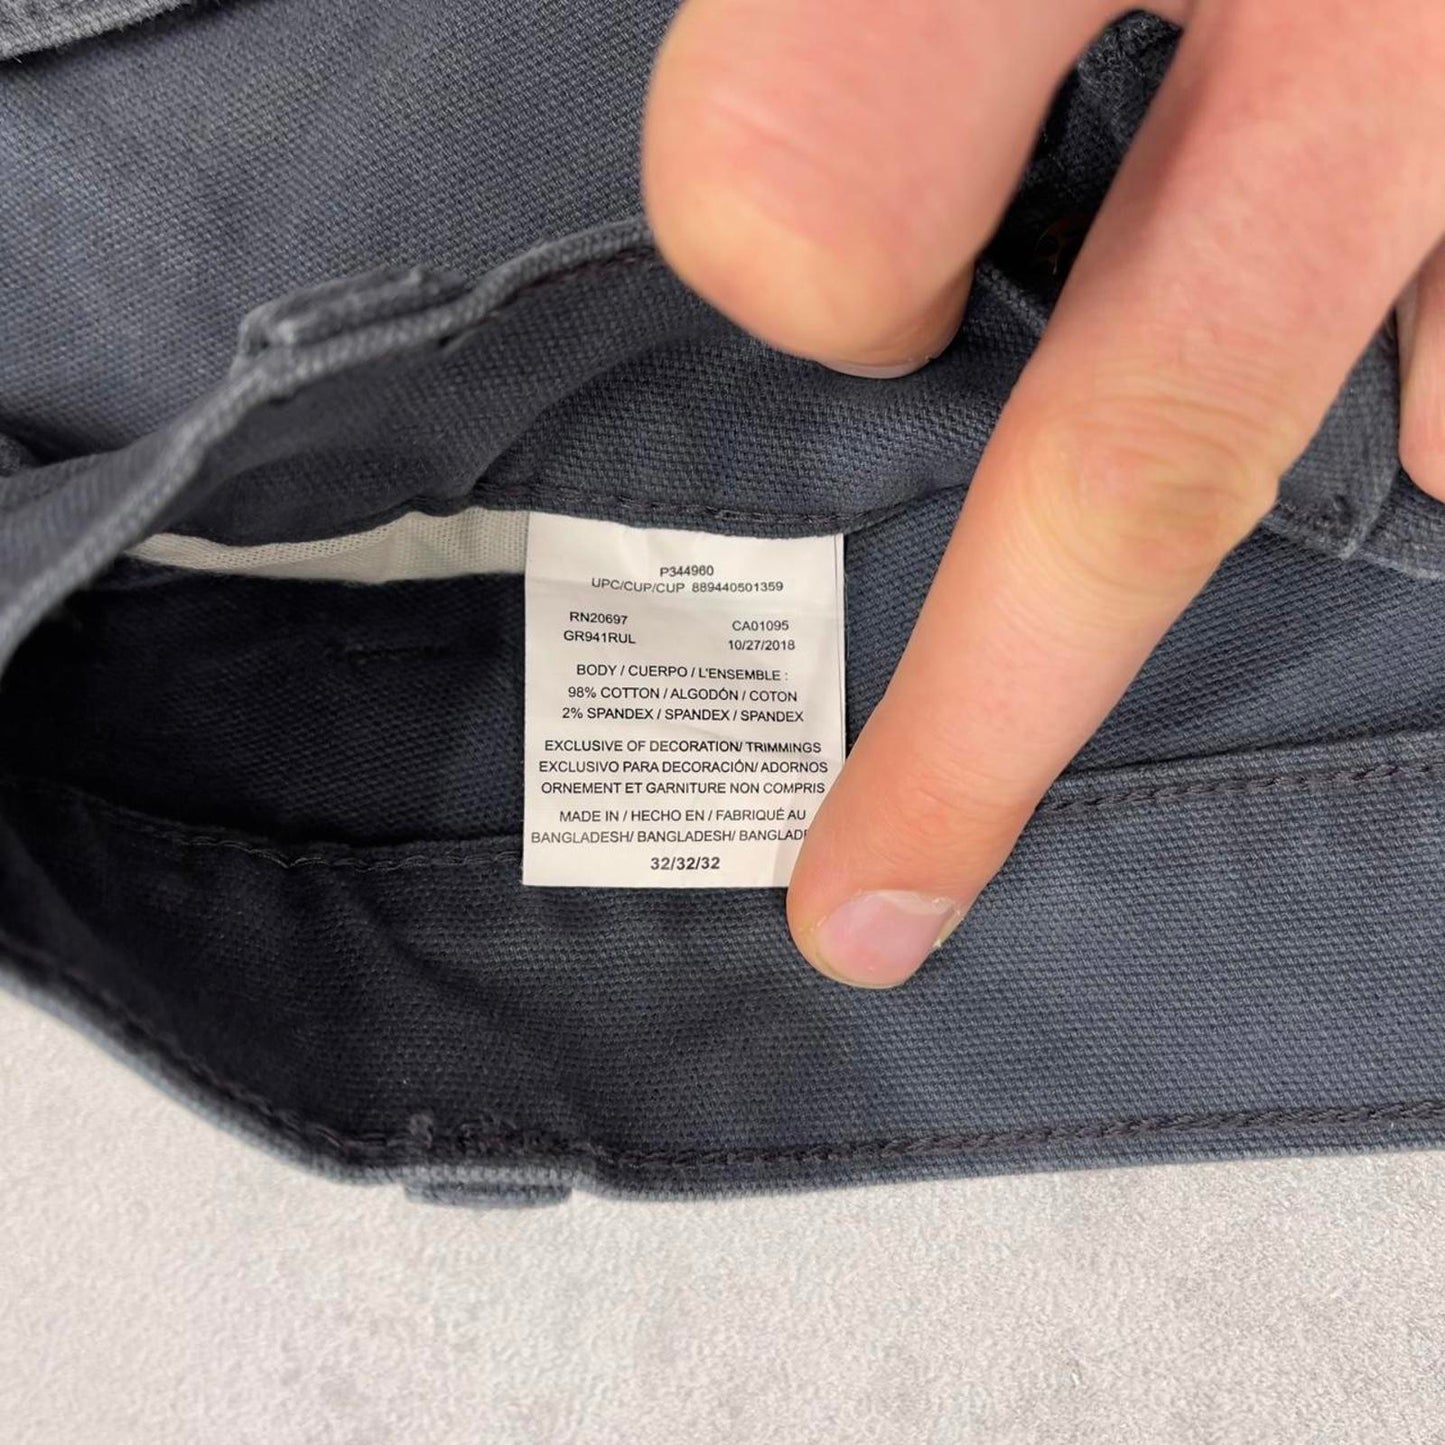 P344960
UPC/CUP/CUP 889440501359
RN20697 CA01095
GR941RUL 10/27/2018
BODY / CUERPO / L'ENSEMBLE :
98% COTTON / ALGODÓN / COTON
2% SPANDEX / SPANDEX / SPANDEX
EXCLUSIVE OF DECORATION/ TRIMMINGS
EXCLUSIVO PARA DECORACIÓN/ ADORNOS
ORNEMENT ET GARNITURE NON COMPRIS
MADE IN / HECHO EN / FABRIQUÉ AU
BANGLADESH/ BANGLADESH/
32/32/32